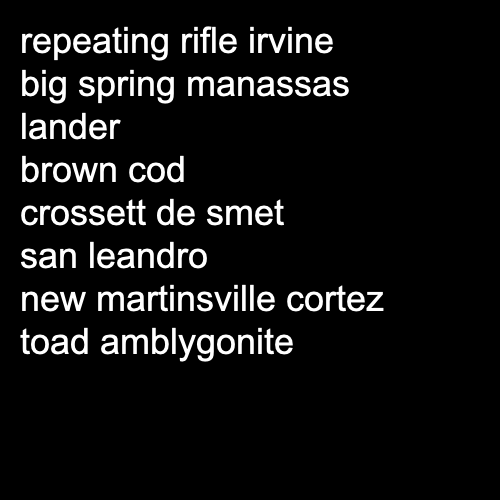 repeating rifle irvine
big spring manassas
lander
brown cod
crossett de smet
san leandro
new martinsville cortez
toad amblygonite